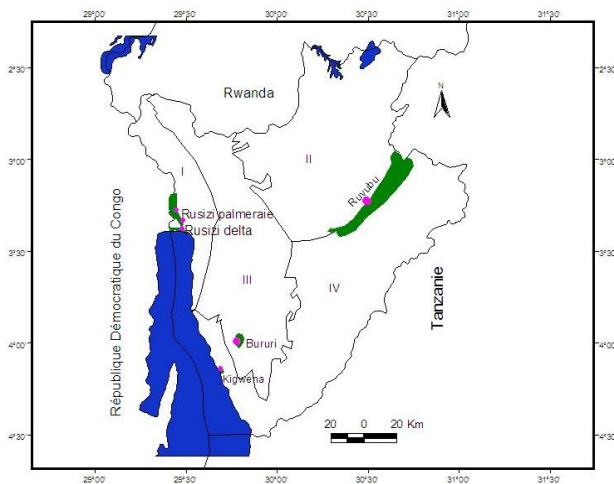 29°00' 29°30' 30°00' 30°30' 31°00' 31°30'
2°30' 2°30'
Rwanda
N
3°00' 3°00'
I
II
Ruyubu
Rusizi palmeraie
Rusizi delta
République Démocratique du Congo
3°30' 3°30'
III
IV
Tanzanie
4°00' 4°00'
Bururi
Kigwena
4°30' 4°30'
20 0 20 Km
29°00' 29°30' 30°00' 30°30' 31°00' 31°30'